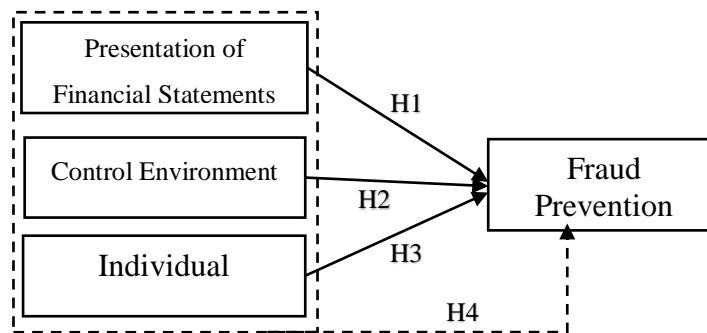 Presentation of
Financial Statements
H1
Control Environment
H2
Fraud
Prevention
Individual
H3
H4